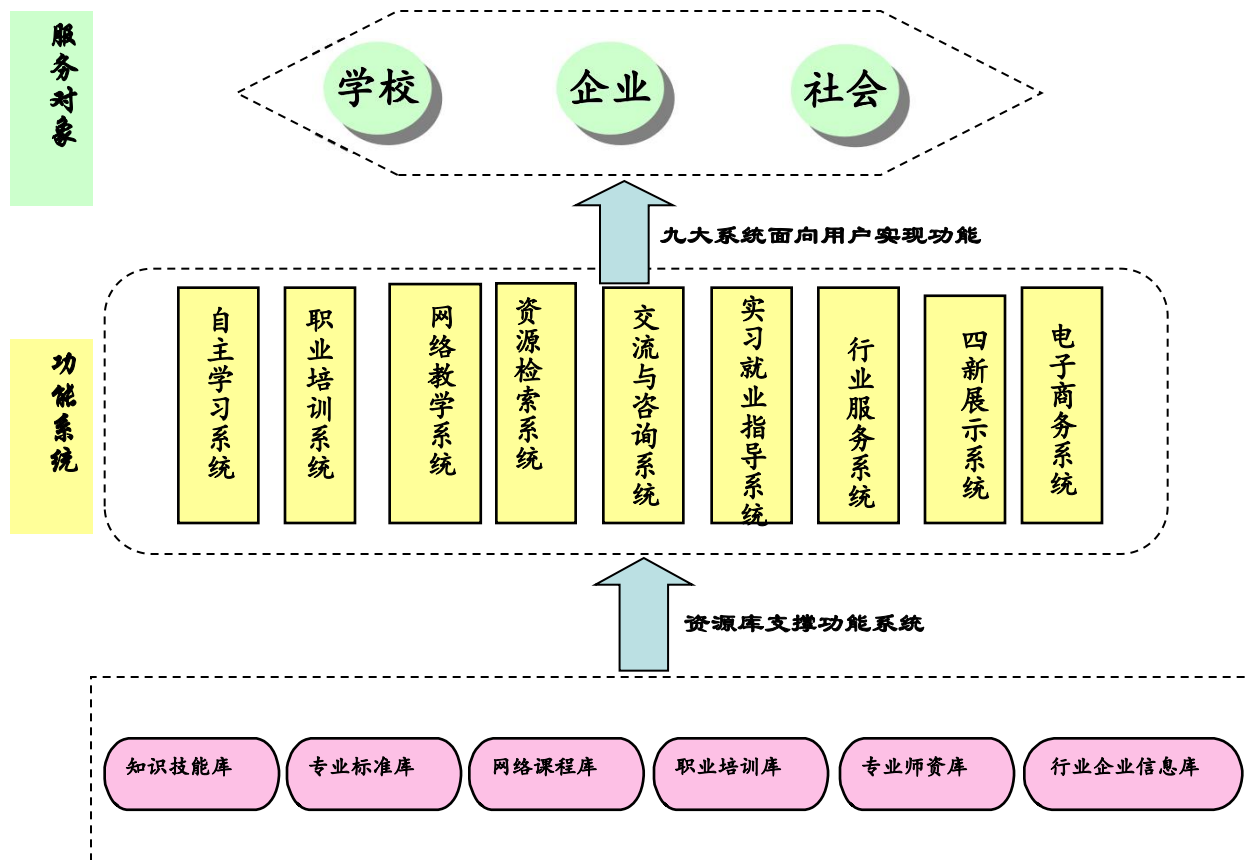 服务对象
学校
企业
社会
九大系统面向用户实现功能
功能系统
自主学习系统
职业培训系统
网络教学系统
资源检索系统
交流与咨询系统
实习就业指导系统
行业服务系统
四新展示系统
电子商务系统
资源库支撑功能系统
知识技能库
专业标准库
网络课程库
职业培训库
专业师资库
行业企业信息库